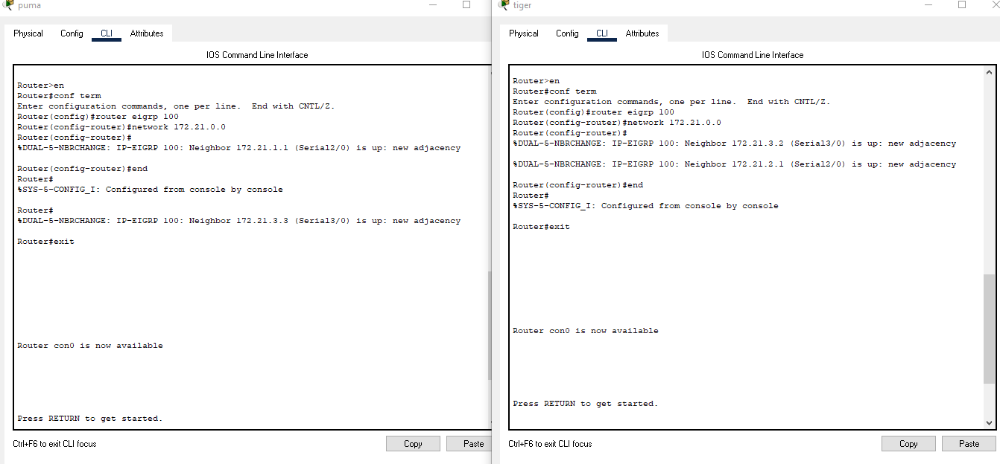 puma
Physical Config CLI Attributes
IOS Command Line Interface
Router>en
Router#conf term
Enter configuration commands, one per line.  End with CNTL/Z.
Router(config)#router eigrp 100
Router(config-router)#network 172.21.0.0
Router(config-router)#
%DUAL-5-NBRCHANGE: IP-EIGRP 100: Neighbor 172.21.1.1 (Serial2/0) is up: new adjacency
Router(config-router)#end
Router#
%SYS-5-CONFIG_I: Configured from console by console
Router#
%DUAL-5-NBRCHANGE: IP-EIGRP 100: Neighbor 172.21.3.3 (Serial3/0) is up: new adjacency
Router#exit
Router con0 is now available
Press RETURN to get started.
Ctrl+F6 to exit CLI focus
Copy Paste
tiger
Physical Config CLI Attributes
IOS Command Line Interface
Router>en
Router#conf term
Enter configuration commands, one per line.  End with CNTL/Z.
Router(config)#router eigrp 100
Router(config-router)#network 172.21.0.0
Router(config-router)#
%DUAL-5-NBRCHANGE: IP-EIGRP 100: Neighbor 172.21.3.2 (Serial3/0) is up: new adjacency
%DUAL-5-NBRCHANGE: IP-EIGRP 100: Neighbor 172.21.2.1 (Serial2/0) is up: new adjacency
Router(config-router)#end
Router#
%SYS-5-CONFIG_I: Configured from console by console
Router#exit
Router con0 is now available
Press RETURN to get started.
Ctrl+F6 to exit CLI focus
Copy Paste